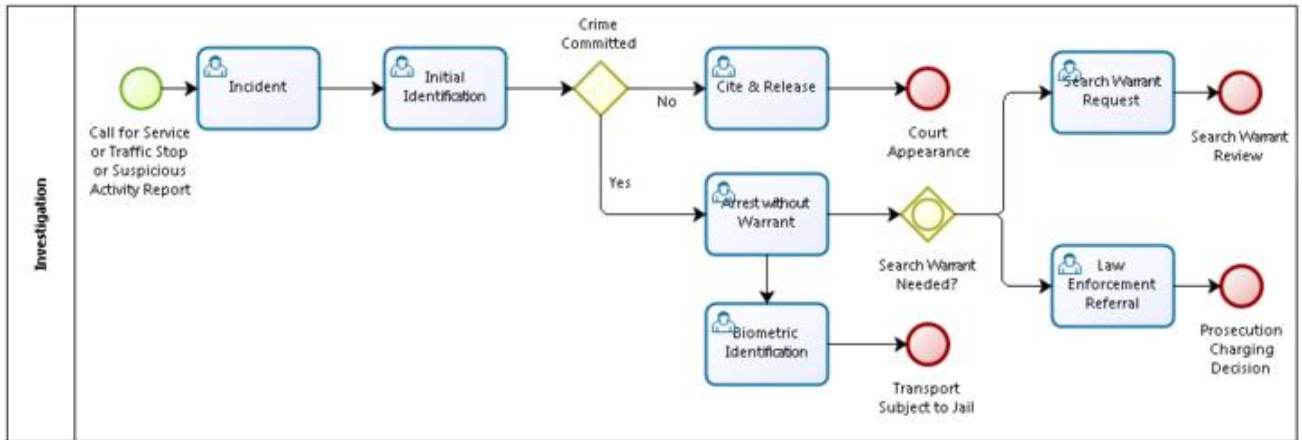 Investigation
Call for Service
or Traffic Stop
or Suspicious
Activity Report
Incident
Initial
Identification
Crime
Committed
No
Yes
Cite & Release
Court
Appearance
Arrest without
Warrant
Search Warrant
Needed?
Biometric
Identification
Transport
Subject to Jail
Search Warrant
Request
Search Warrant
Review
Law
Enforcement
Referral
Prosecution
Charging
Decision